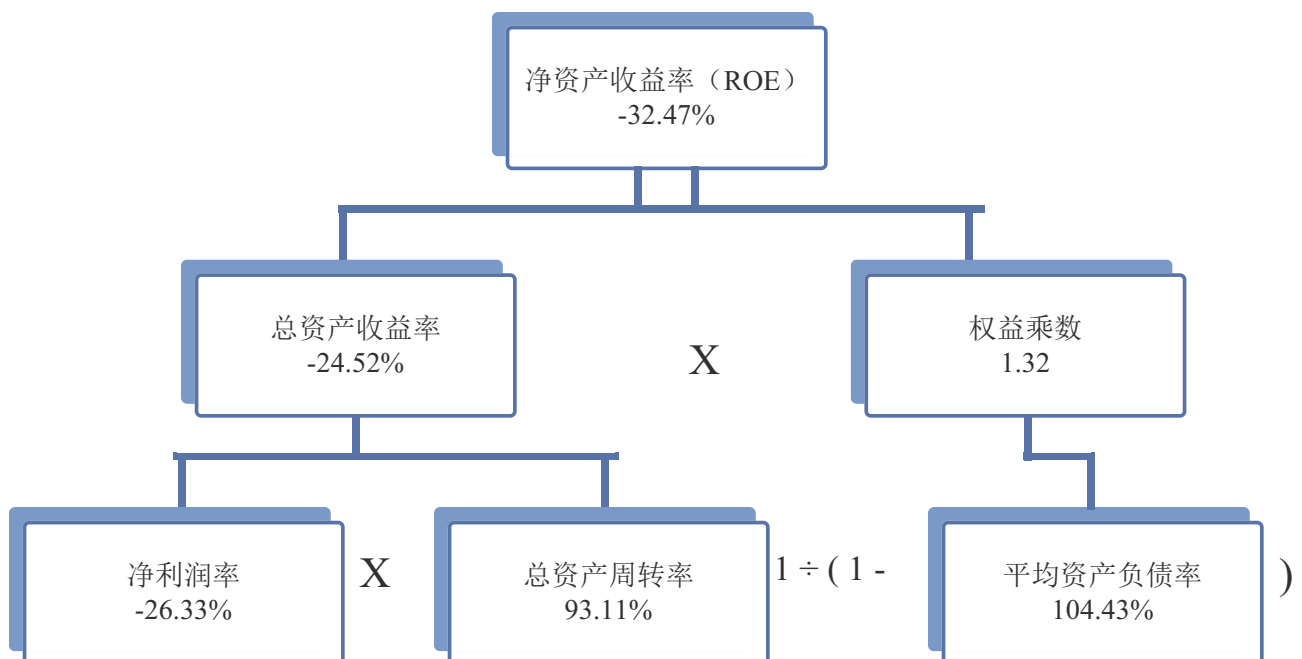 净资产收益率（ROE）
-32.47%
总资产收益率
-24.52%
X
权益乘数
1.32
净利润率
-26.33%
X
总资产周转率
93.11%
1 ÷ ( 1 -
平均资产负债率
104.43%
)